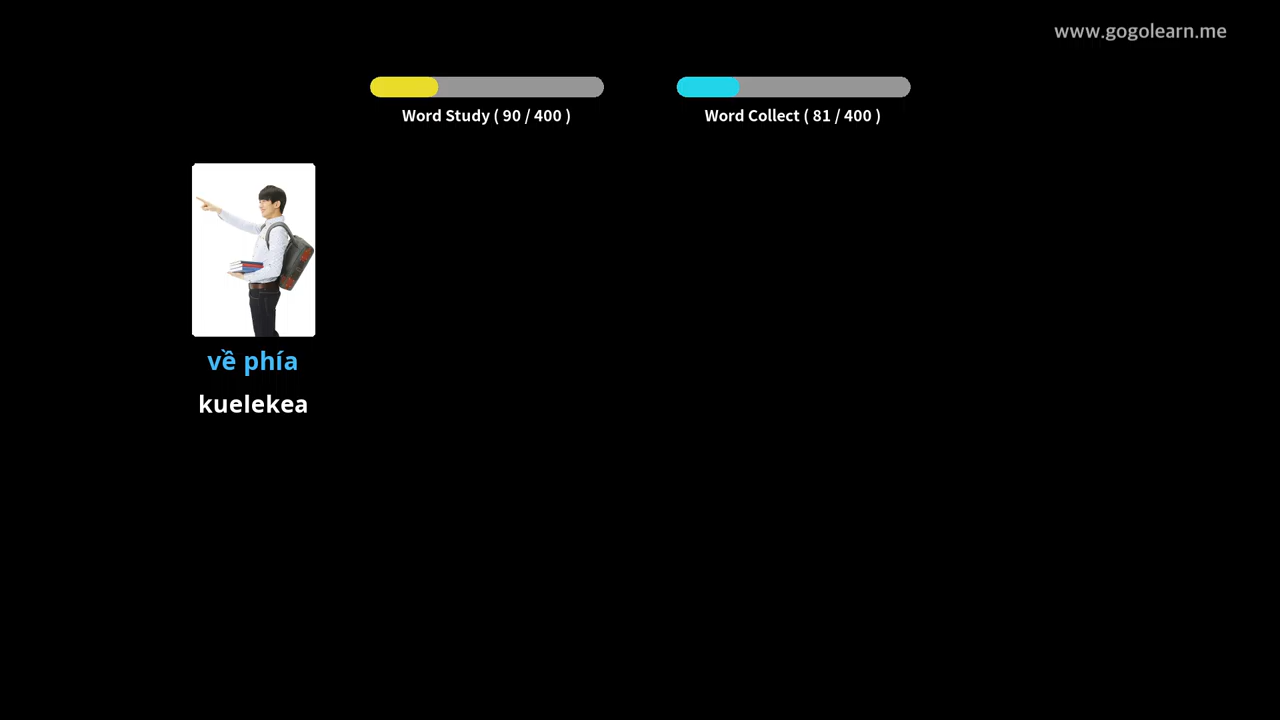 www.gogolearn.me
Word Study ( 90 / 400 )
Word Collect ( 81 / 400 )
về phía
kuelekea